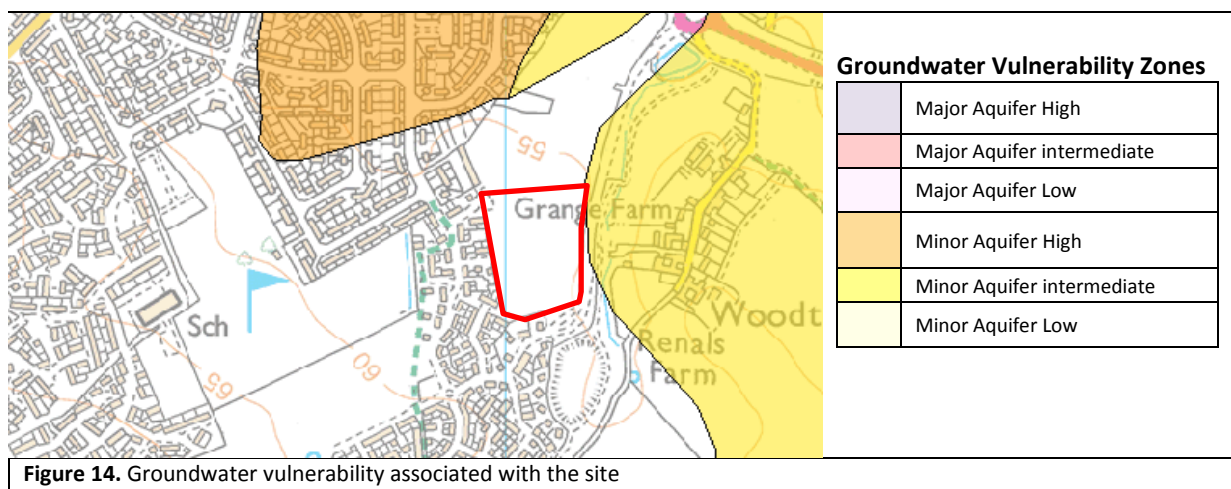 Groundwater Vulnerability Zones
Major Aquifer High
Major Aquifer intermediate
Major Aquifer Low
Minor Aquifer High
Minor Aquifer intermediate
Minor Aquifer Low
55
Grange Farm
Sch
65
60
Woodt
Renals
Farm
Figure 14. Groundwater vulnerability associated with the site